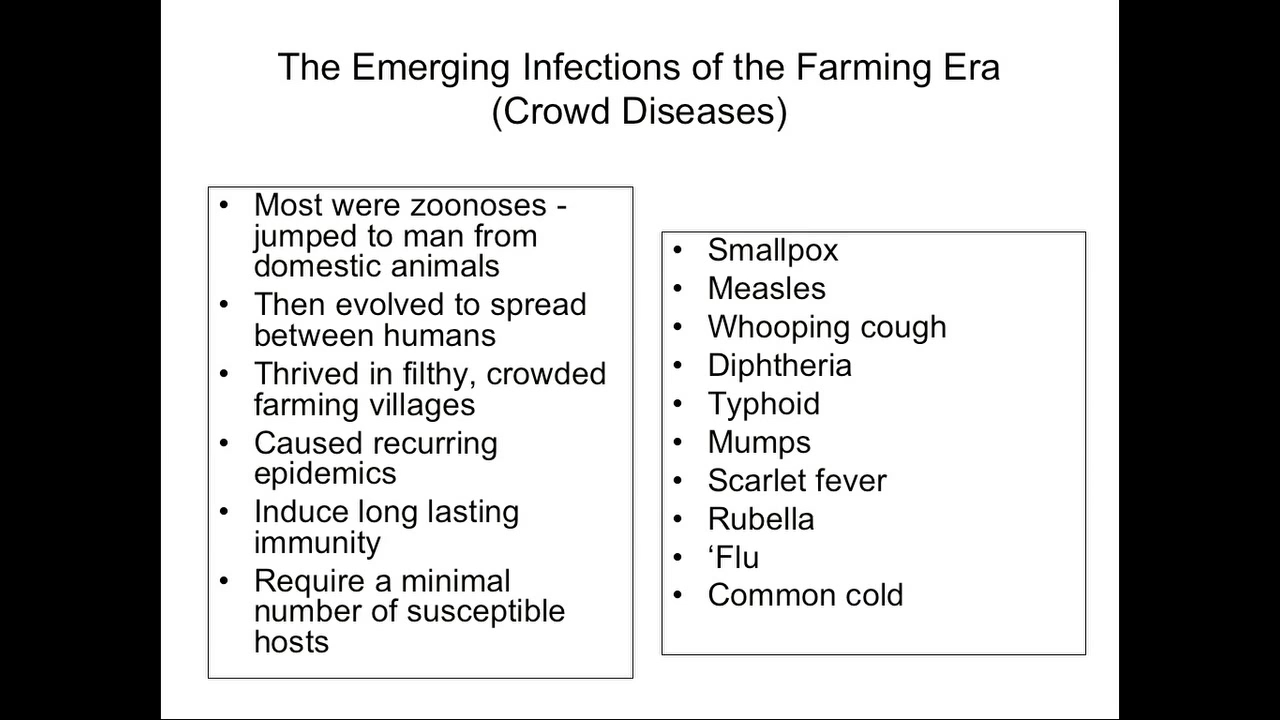 The Emerging Infections of the Farming Era
(Crowd Diseases)
• Most were zoonoses -
jumped to man from
domestic animals
• Then evolved to spread
between humans
• Thrived in filthy, crowded
farming villages
• Caused recurring
epidemics
• Induce long lasting
immunity
• Require a minimal
number of susceptible
hosts
• Smallpox
• Measles
• Whooping cough
• Diphtheria
• Typhoid
• Mumps
• Scarlet fever
• Rubella
• ‘Flu
• Common cold